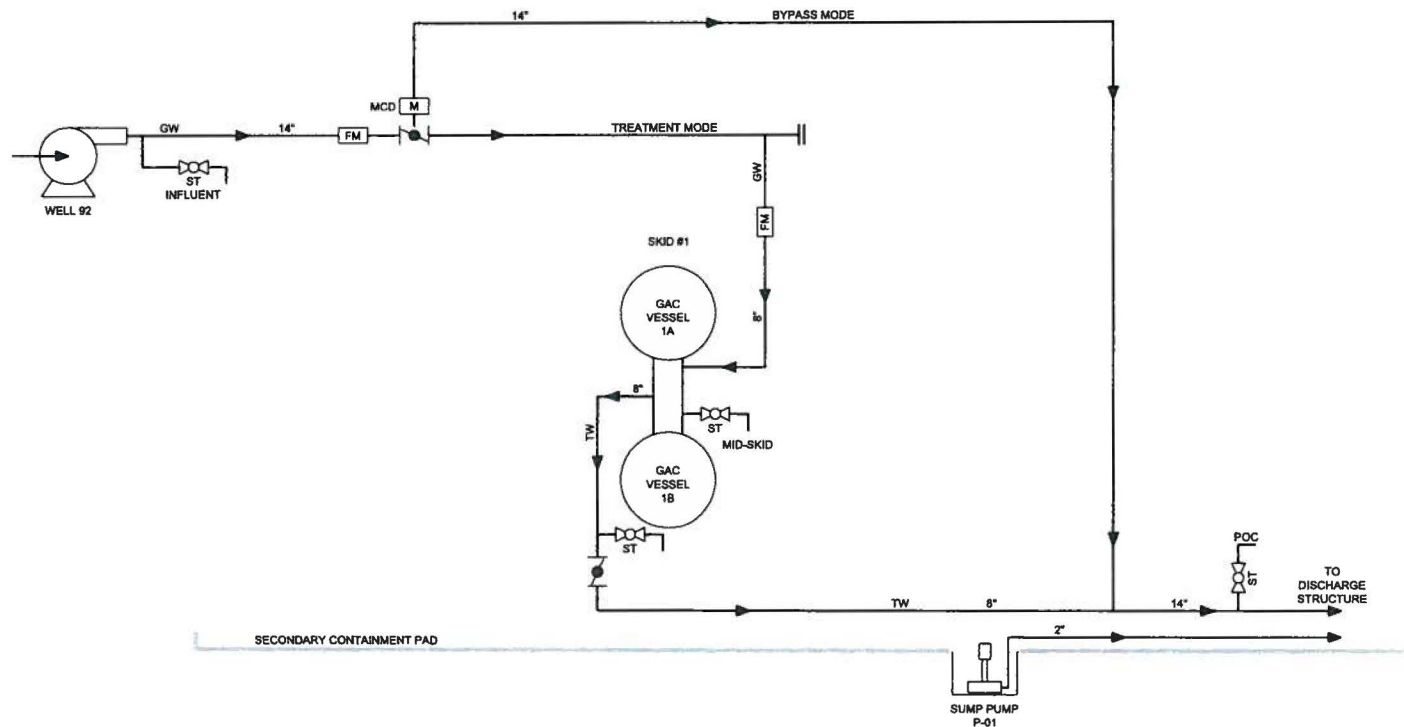 14"
BYPASS MODE
MCD
M
GW
14"
FM
TREATMENT MODE
ST
INFLUENT
WELL 92
GW
FM
8"
SKID #1
GAC
VESSEL
1A
8"
TW
ST
MID-SKID
GAC
VESSEL
1B
ST
POC
ST
TO
DISCHARGE
STRUCTURE
TW
8"
14"
2"
SECONDARY CONTAINMENT PAD
SUMP PUMP
P-01